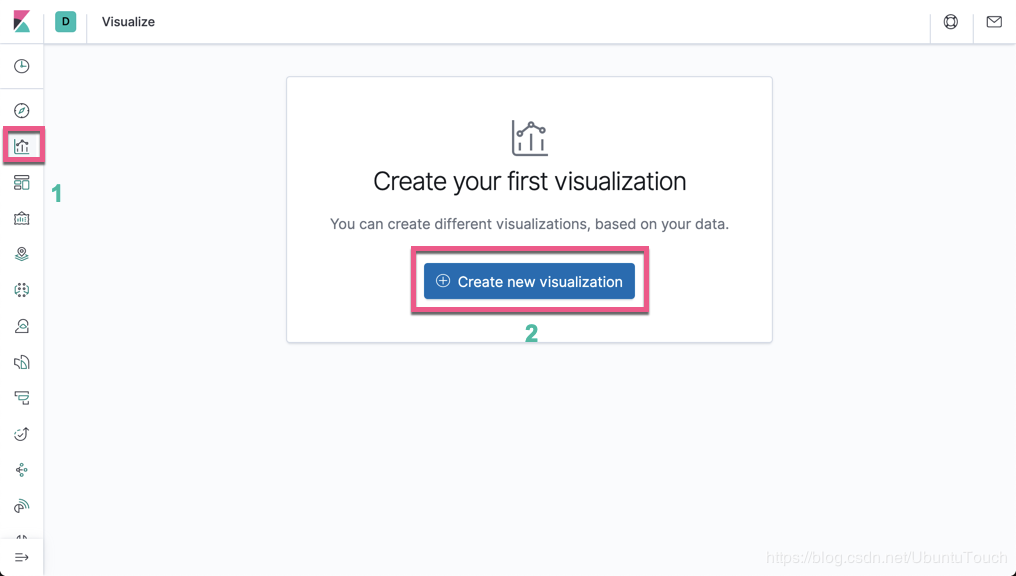 D
Visualize
1
Create your first visualization
You can create different visualizations, based on your data.
Create new visualization
2
https://blog.csdn.net/UbuntuTouch